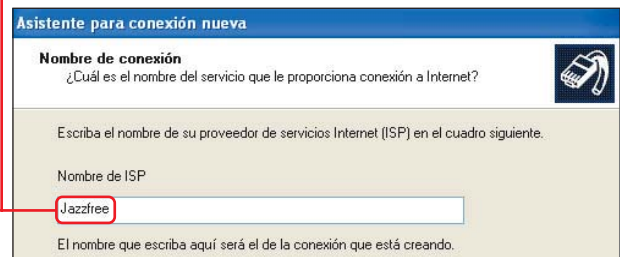 Asistente para conexión nueva
Nombre de conexión
¿Cuál es el nombre del servicio que le proporciona conexión a Internet?
Escriba el nombre de su proveedor de servicios Internet (ISP) en el cuadro siguiente.
Nombre de ISP
Jazzfree
El nombre que escriba aquí será el de la conexión que está creando.